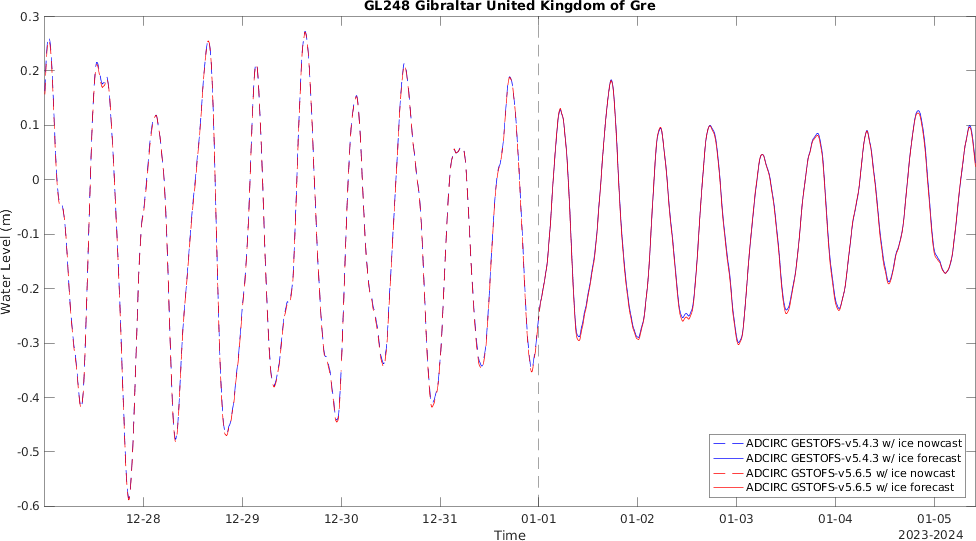 GL248 Gibraltar United Kingdom of Gre
0.3
0.2
0.1
0
-0.1
-0.2
-0.3
-0.4
-0.5
-0.6
Water Level (m)
12-28 12-29 12-30 12-31 01-01 01-02 01-03 01-04 01-05
Time
2023-2024
ADCIRC GESTOFS-v5.4.3 w/ ice nowcast
ADCIRC GESTOFS-v5.4.3 w/ ice forecast
ADCIRC GSTOFS-v5.6.5 w/ ice nowcast
ADCIRC GSTOFS-v5.6.5 w/ ice forecast